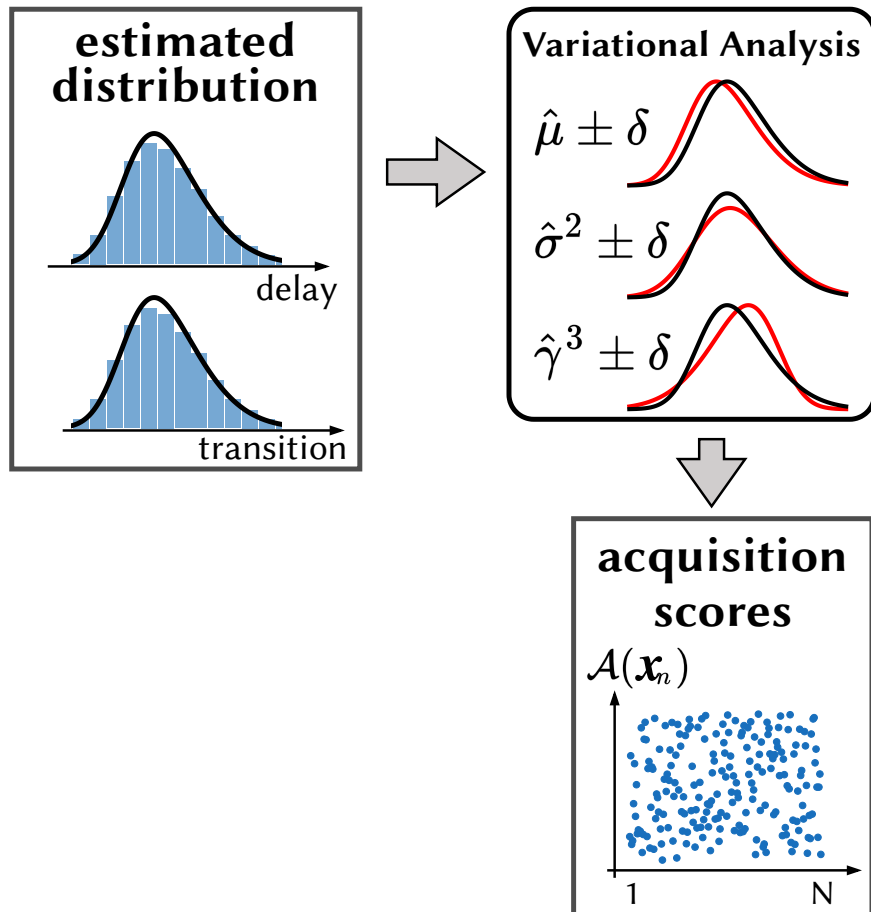 estimated
distribution
delay
transition
Variational Analysis
μ̂ ± δ
σ̂² ± δ
γ̂³ ± δ
acquisition
scores
𝒜(𝒙ₙ)
1 N